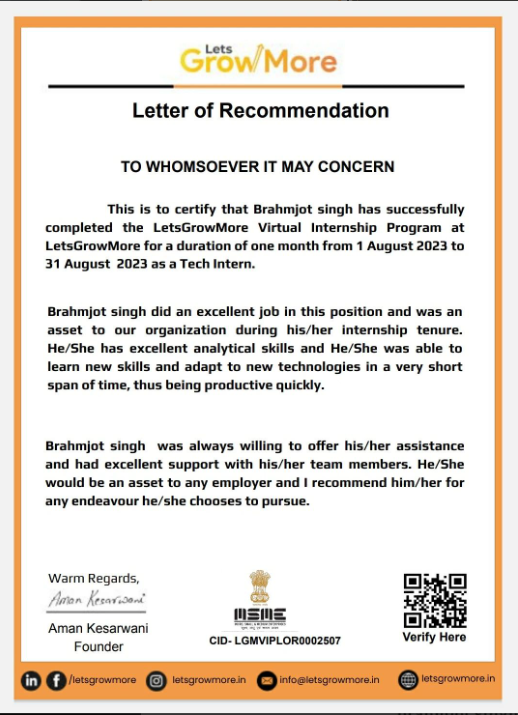 Lets
GrowMore
Letter of Recommendation
TO WHOMSOEVER IT MAY CONCERN
This is to certify that Brahmjot singh has successfully
completed the LetsGrowMore Virtual Internship Program at
LetsGrowMore for a duration of one month from 1 August 2023 to
31 August 2023 as a Tech Intern.
Brahmjot singh did an excellent job in this position and was an
asset to our organization during his/her internship tenure.
He/She has excellent analytical skills and He/She was able to
learn new skills and adapt to new technologies in a very short
span of time, thus being productive quickly.
Brahmjot singh was always willing to offer his/her assistance
and had excellent support with his/her team members. He/She
would be an asset to any employer and I recommend him/her for
any endeavour he/she chooses to pursue.
Warm Regards,
Aman Kesarwani
Aman Kesarwani
Founder
MSME
CID- LGMVIPLOR0002507
Verify Here
/letsgrowmore
letsgrowmore.in
info@letsgrowmore.in
letsgrowmore.in